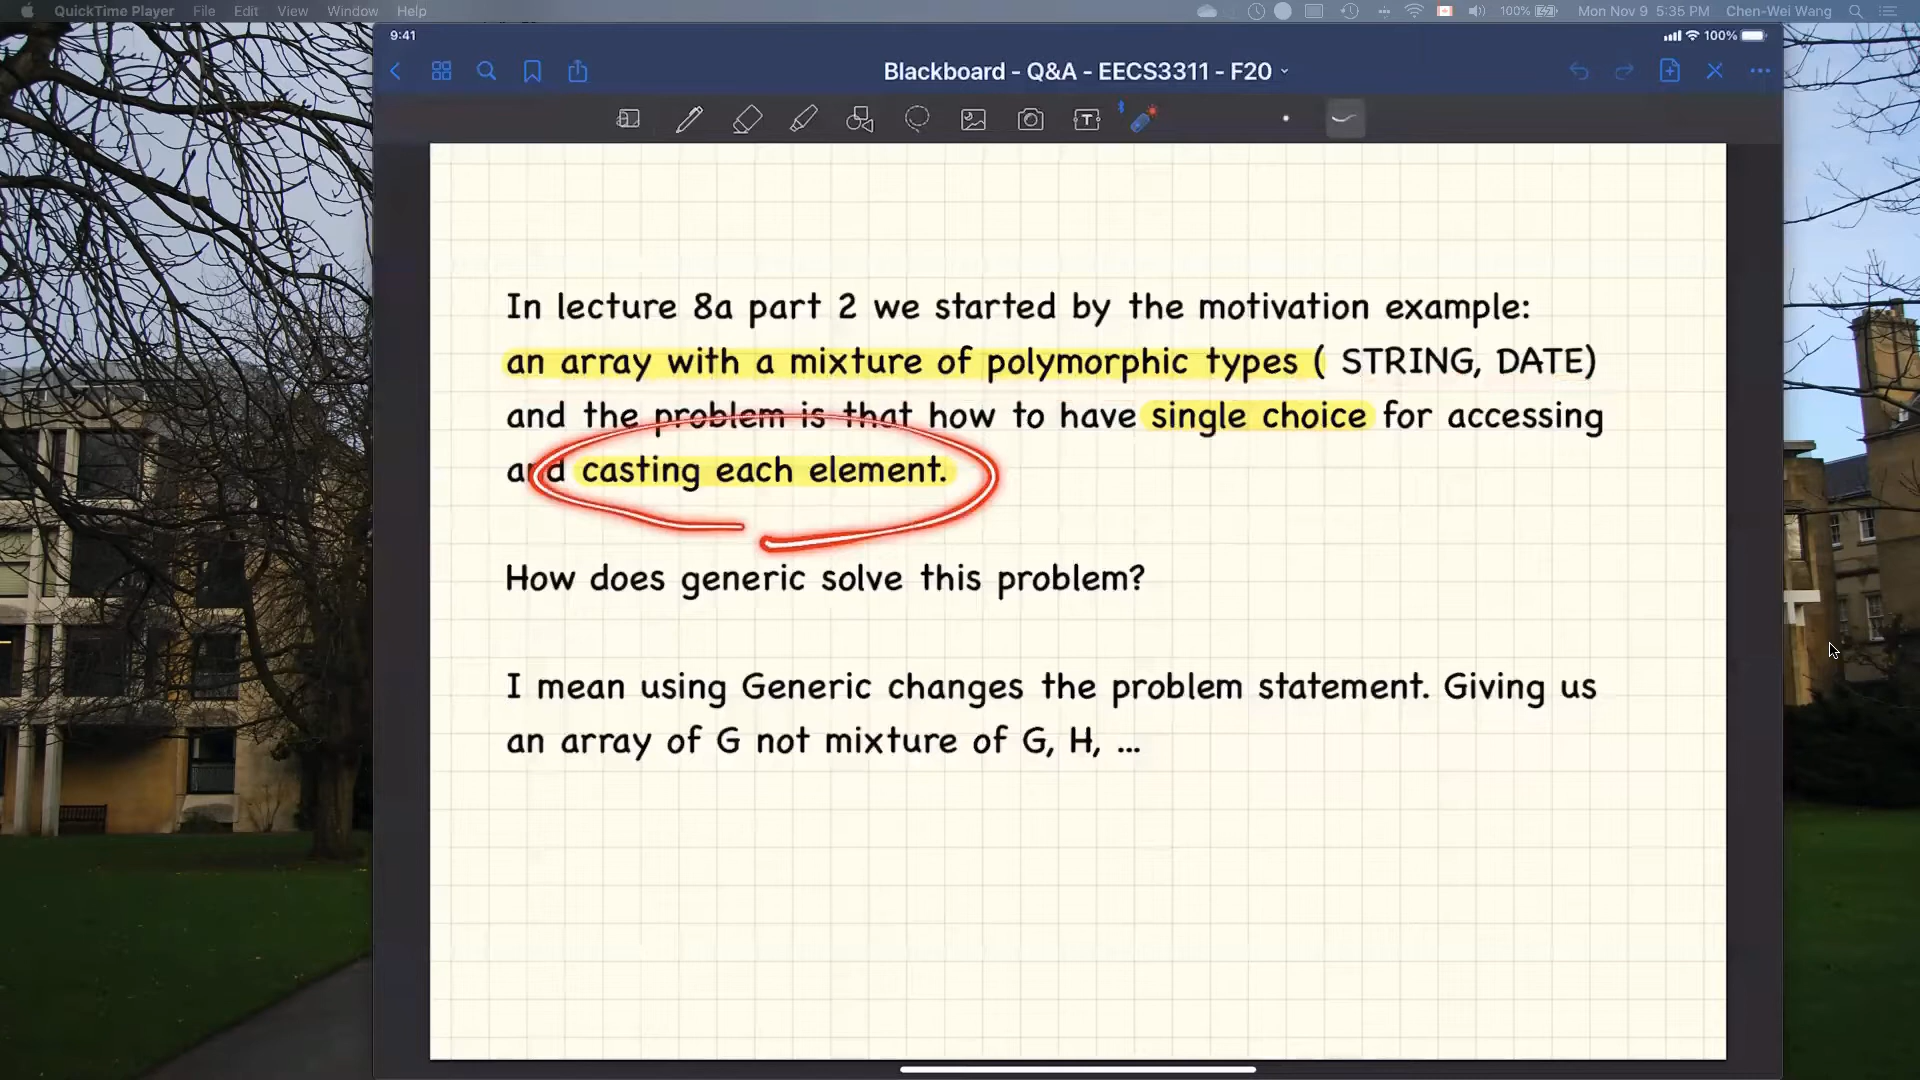 QuickTime Player File Edit View Window Help 100% Mon Nov 9 5:35 PM Chen-Wei Wang
9:41 100%
Blackboard - Q&A - EECS3311 - F20
T
In lecture 8a part 2 we started by the motivation example:
an array with a mixture of polymorphic types ( STRING, DATE)
and the problem is that how to have single choice for accessing
and casting each element.
How does generic solve this problem?
I mean using Generic changes the problem statement. Giving us
an array of G not mixture of G, H, ...